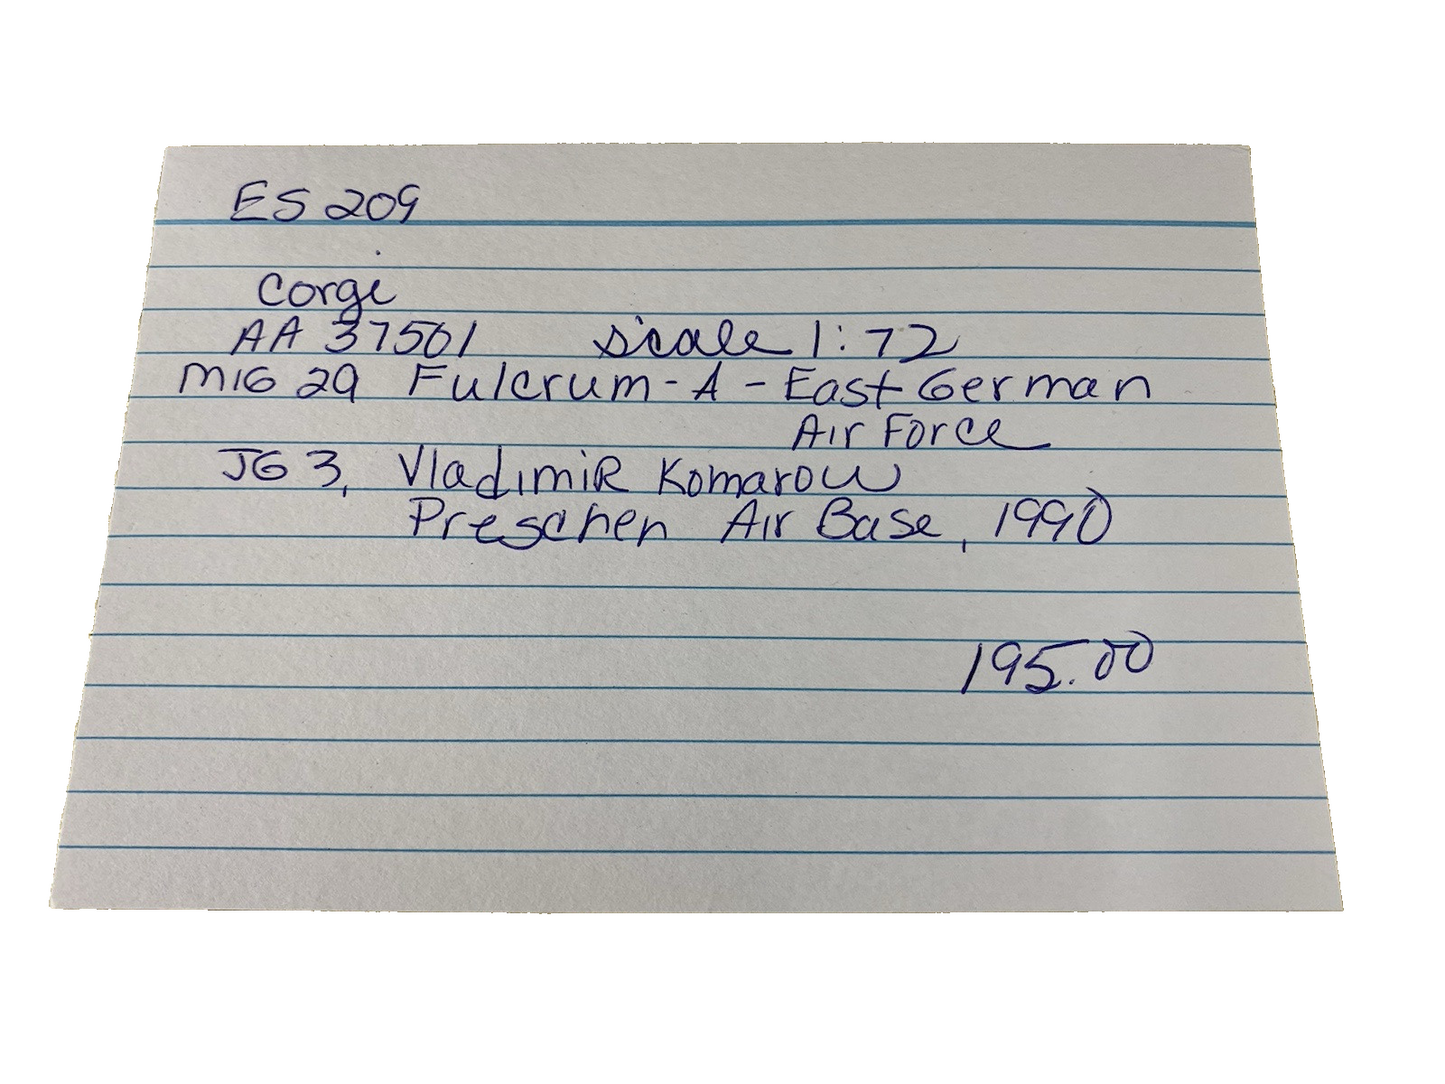 ES 209
Corgi
AA 37501 scale 1:72
MIG 29 Fulcrum-A - East German
Air Force
JG 3, Vladimir Komarow
Preschen Air Base, 1990
195.00